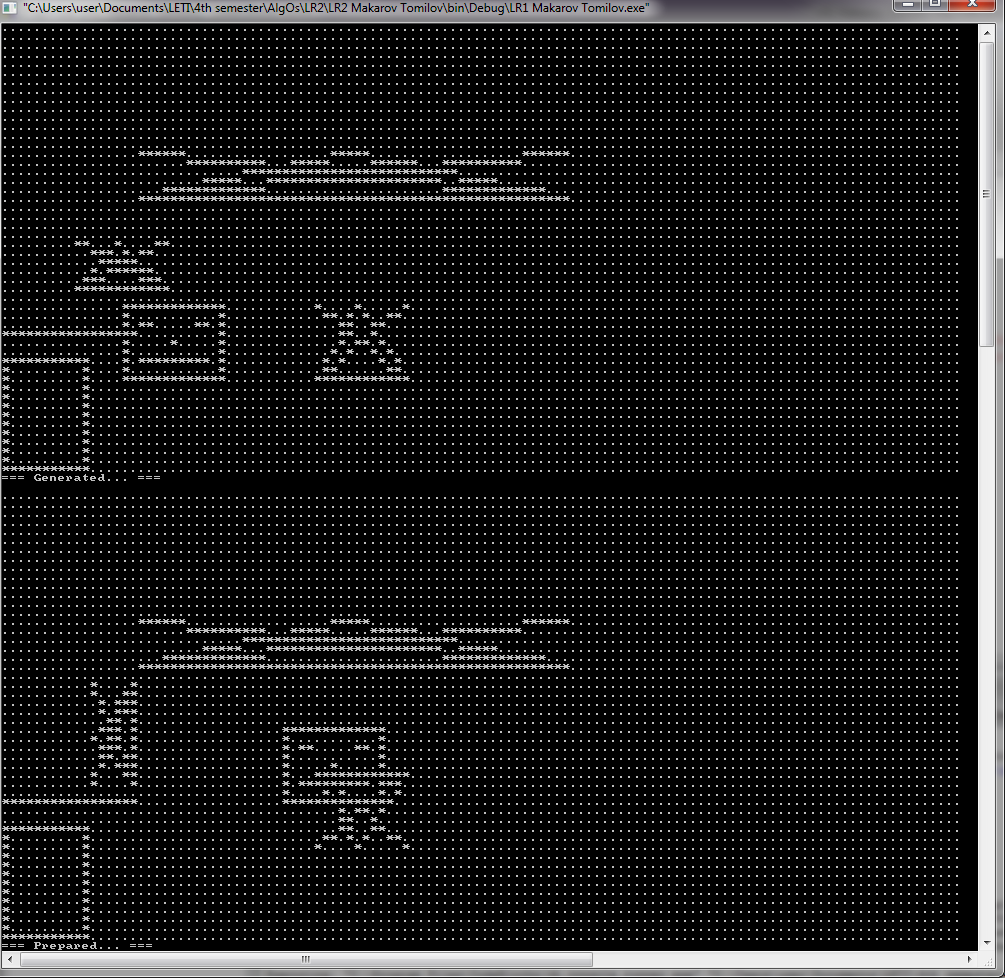 "C:\Users\user\Documents\LETI\4th semester\AlgOs\LR2\LR2 Makarov Tomilov\bin\Debug\LR1 Makarov Tomilov.exe"
=== Generated... ===
=== Prepared... ===